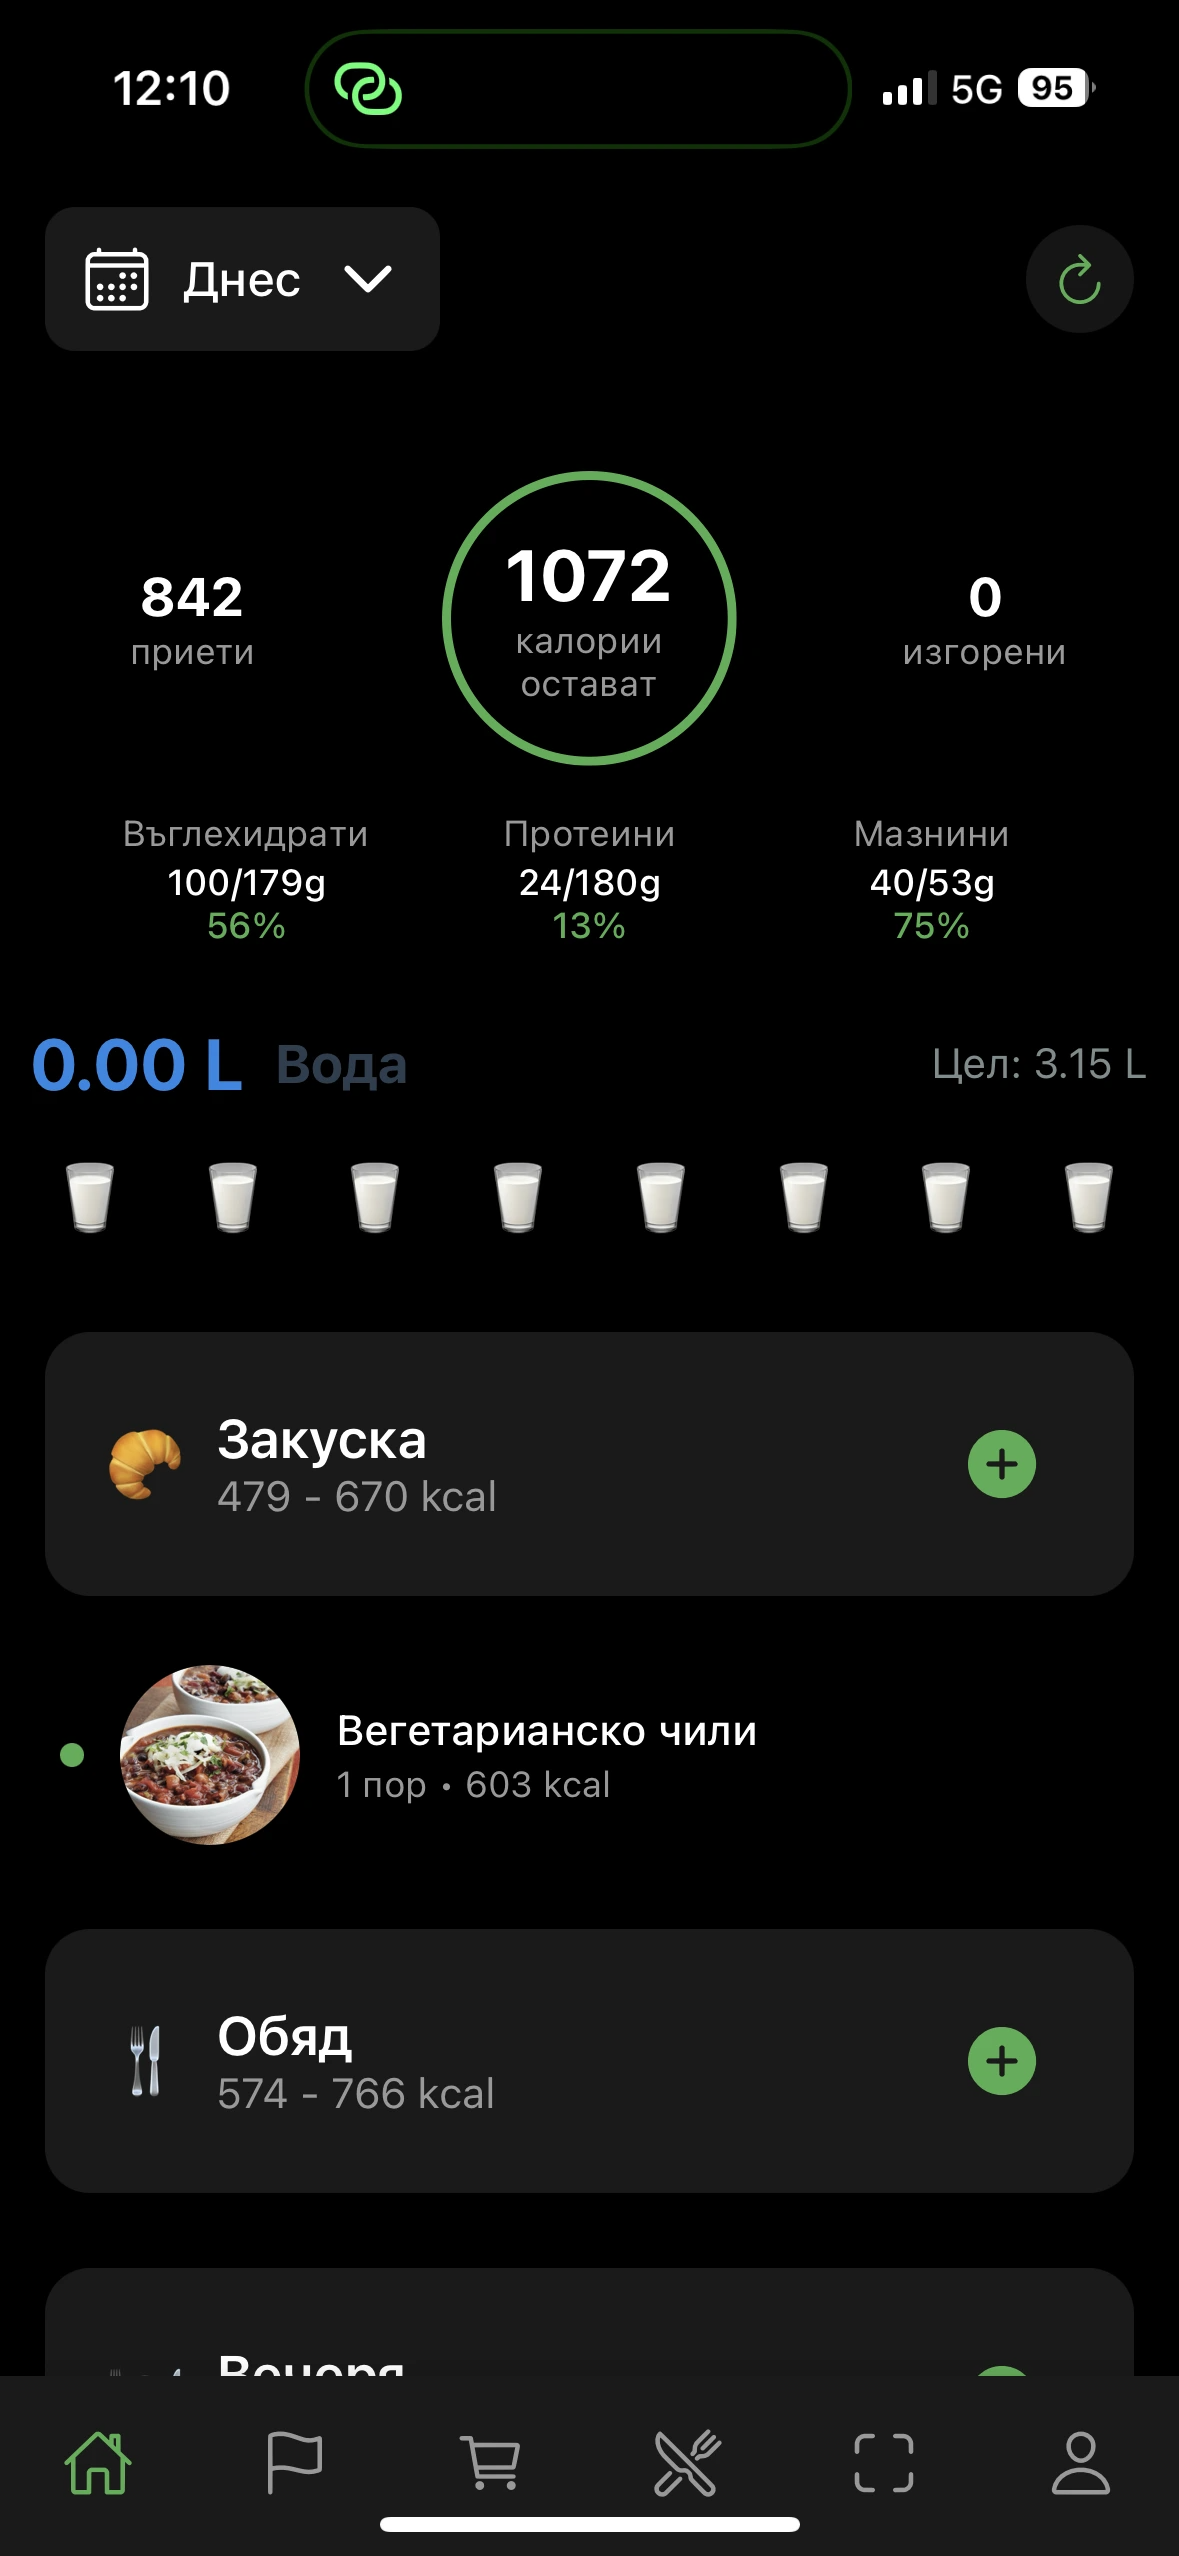 12:10
5G 95
Днес
842
приети
1072
калории
остават
0
изгорени
Въглехидрати
100/179g
56%
Протеини
24/180g
13%
Мазнини
40/53g
75%
0.00 L Вода
Цел: 3.15 L
Закуска
479 - 670 kcal
Вегетарианско чили
1 пор • 603 kcal
Обяд
574 - 766 kcal
Вечеря